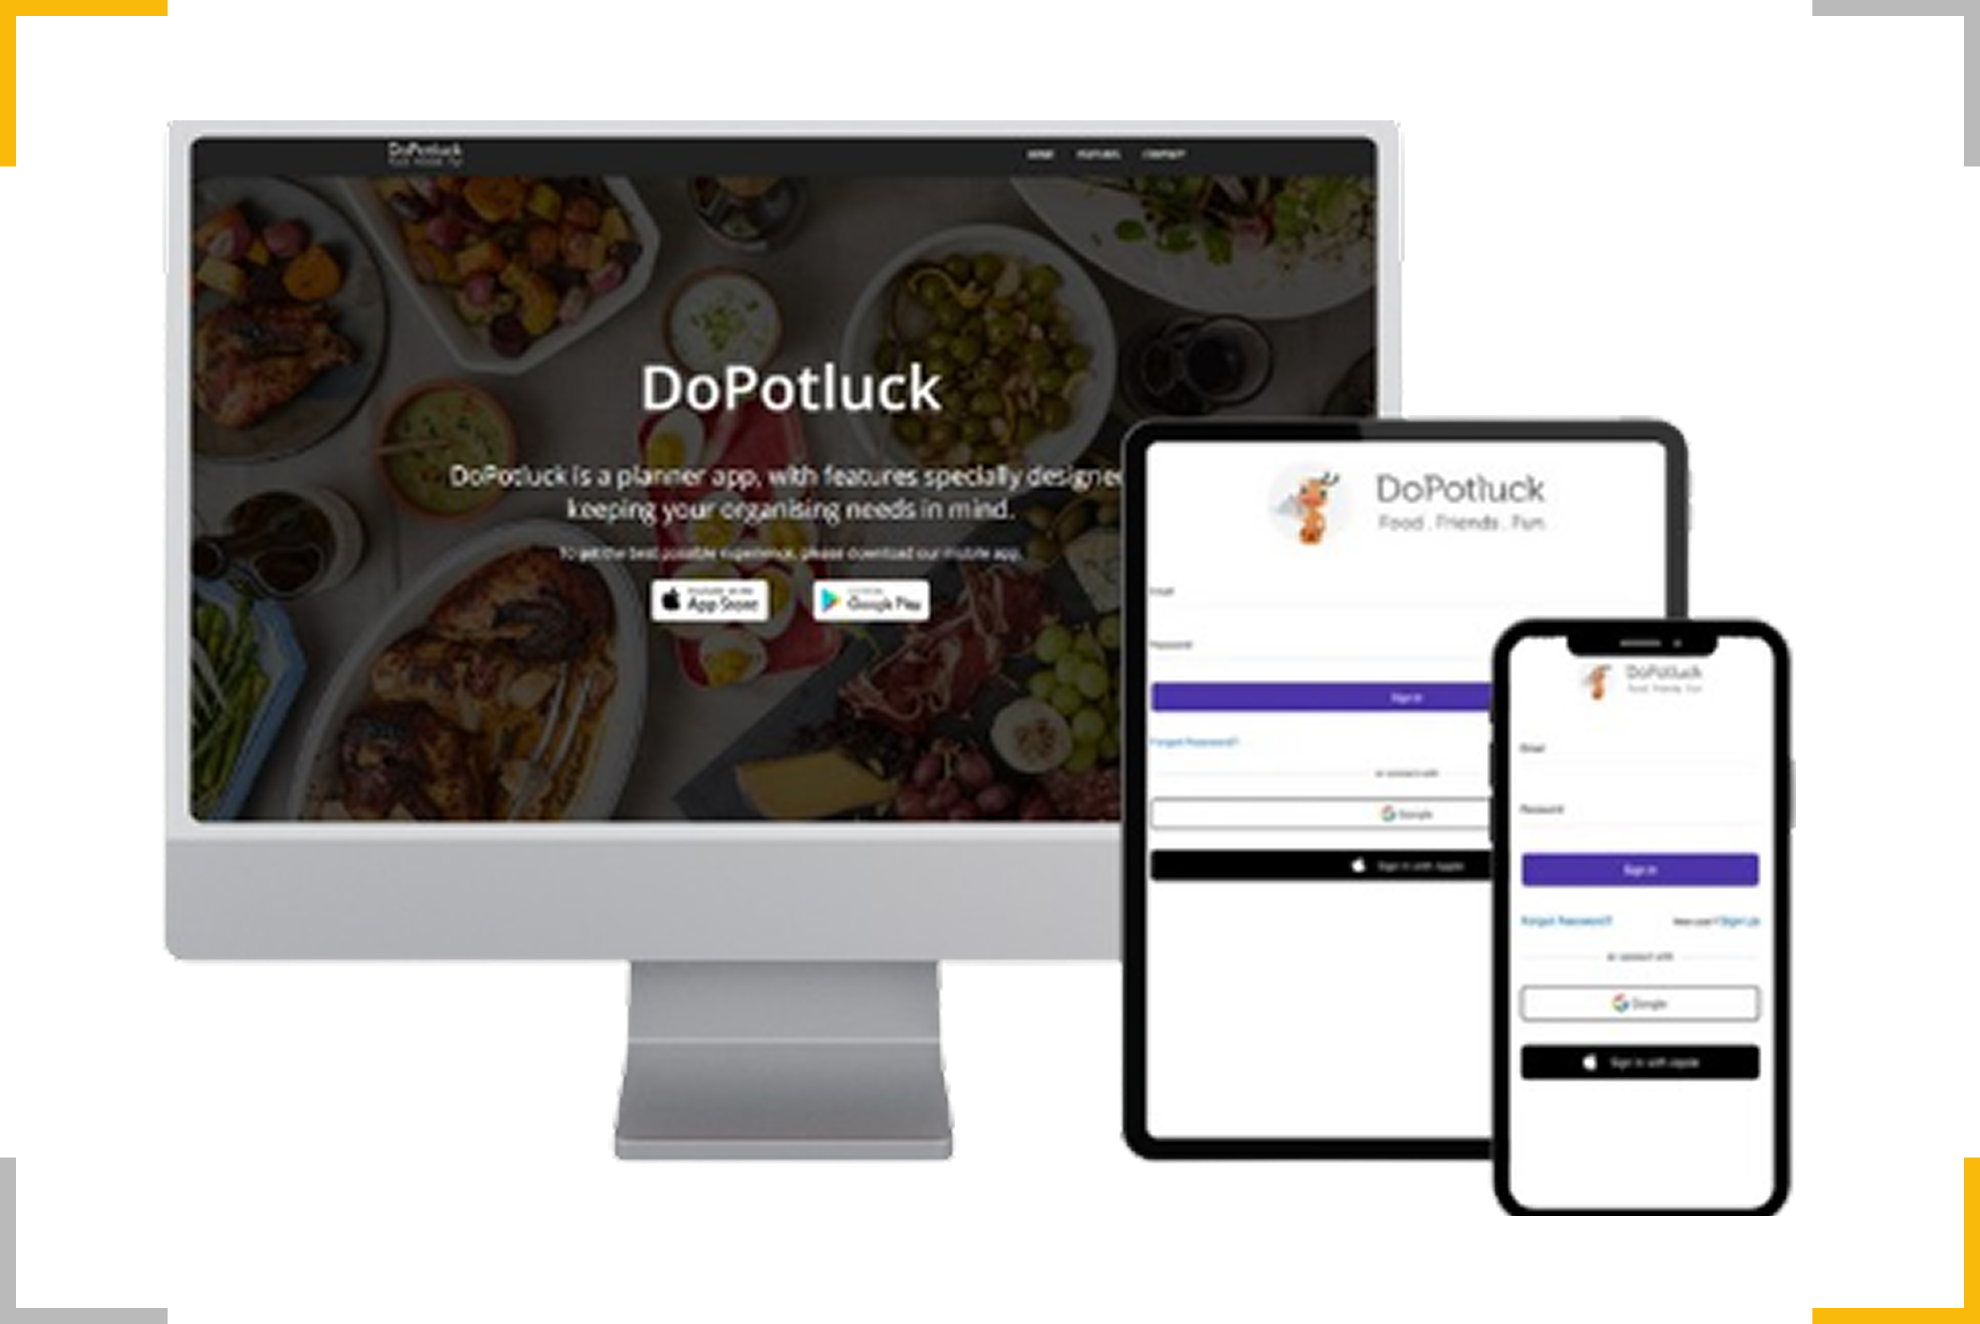 DoPotluck
HOME FEATURES CONTACT
DoPotluck
DoPotluck is a planner app, with features specially designe
keeping your organising needs in mind.
To get the best possible experience, please download our mobile app.
App Store
Google Play
DoPotluck
Food . Friends . Fun
Email
Password
Sign In
Forgot Password?
or connect with
Google
Sign in with Apple
DoPotluck
Food . Friends . Fun
Email
Password
Sign In
Forgot Password? New user? Sign Up
or connect with
Google
Sign in with Apple